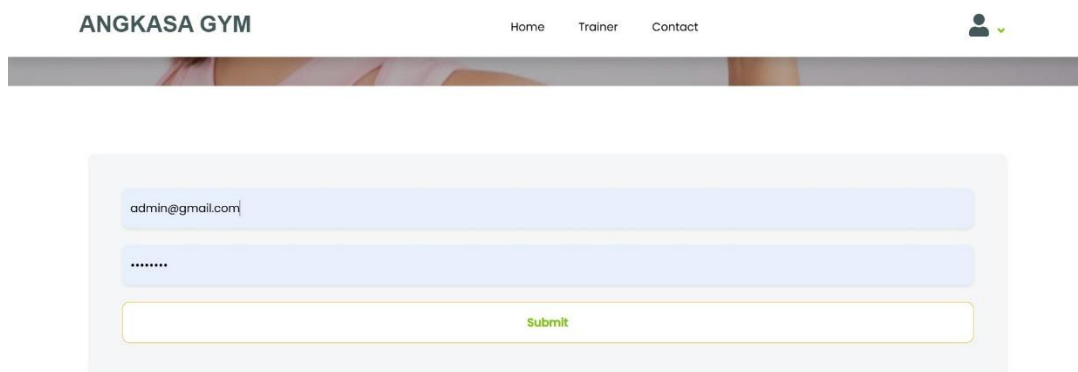 ANGKASA GYM
Home Trainer Contact
admin@gmail.com
••••••••
Submit